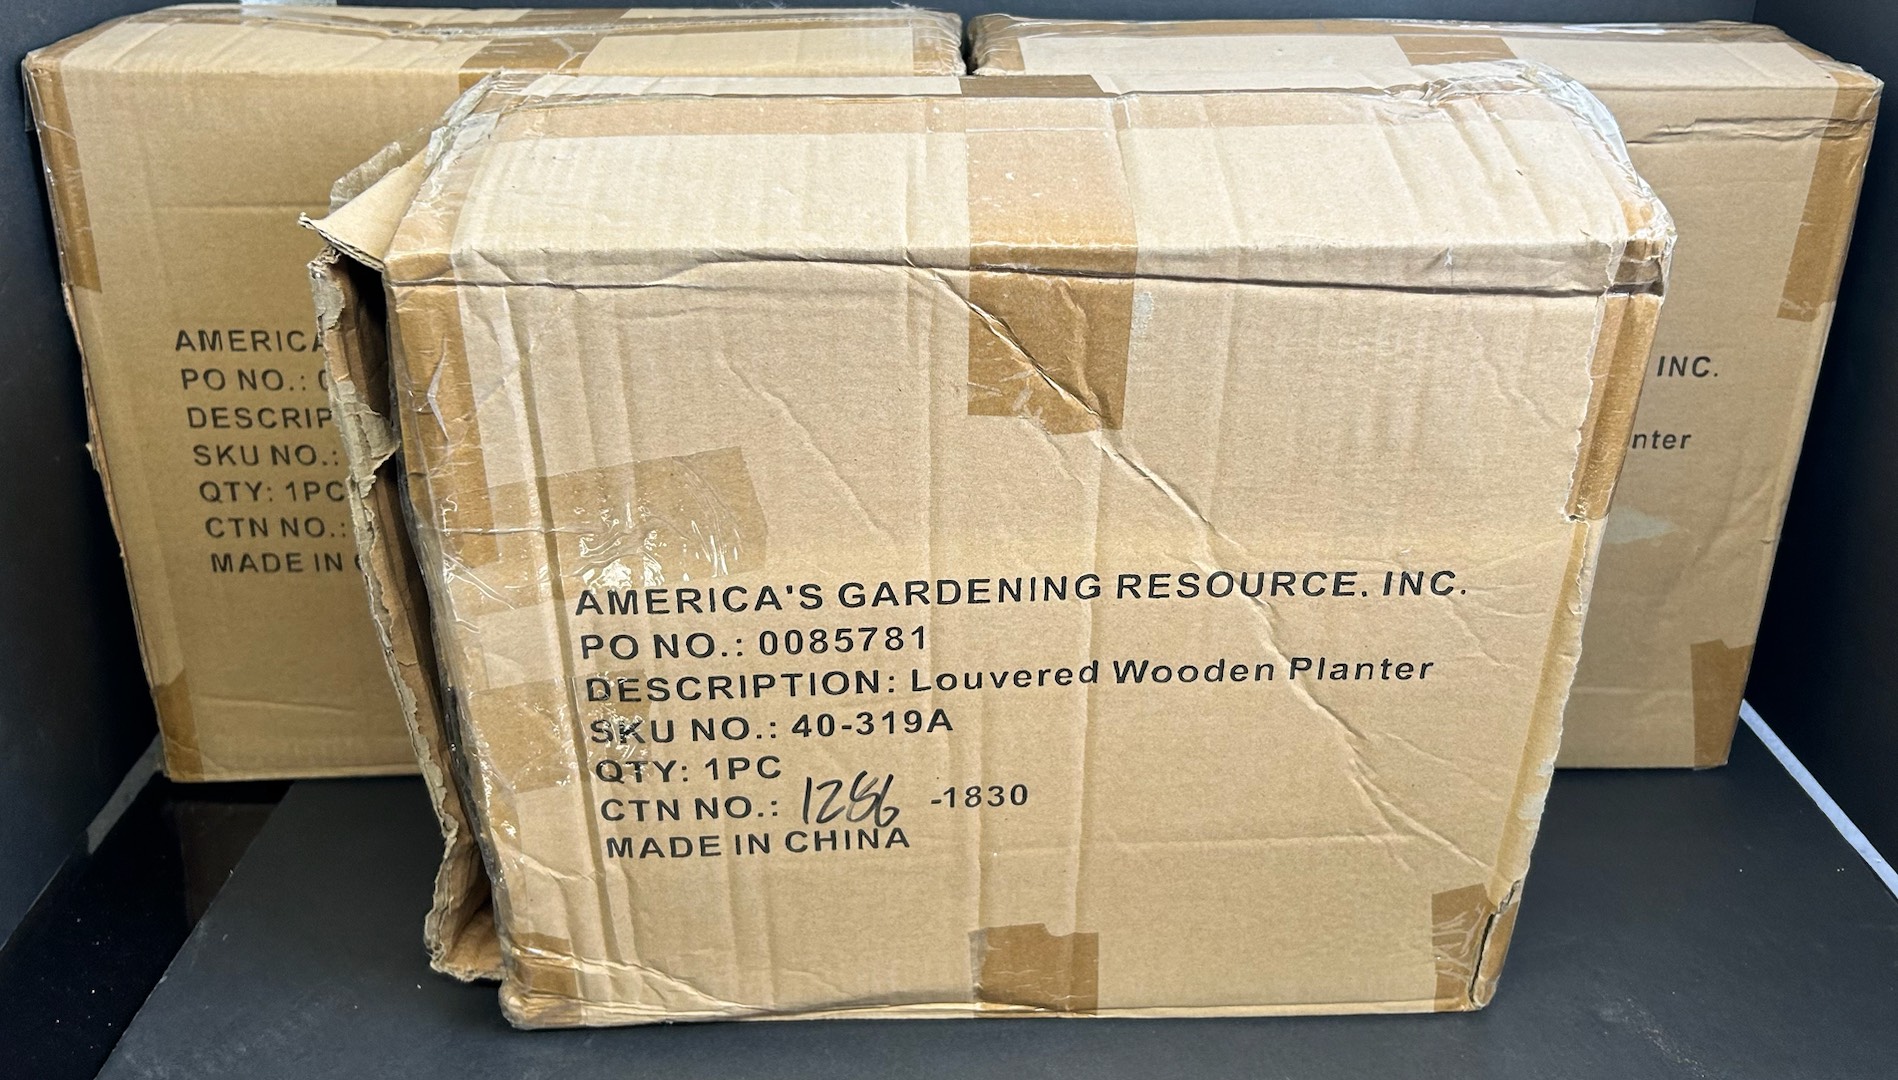 AMERICA
PO NO.:
DESCRIP
SKU NO.:
QTY: 1PC
CTN NO.:
MADE IN
AMERICA'S GARDENING RESOURCE, INC.
PO NO.: 0085781
DESCRIPTION: Louvered Wooden Planter
SKU NO.: 40-319A
QTY: 1PC
CTN NO.: 1286 -1830
MADE IN CHINA
INC.
nter